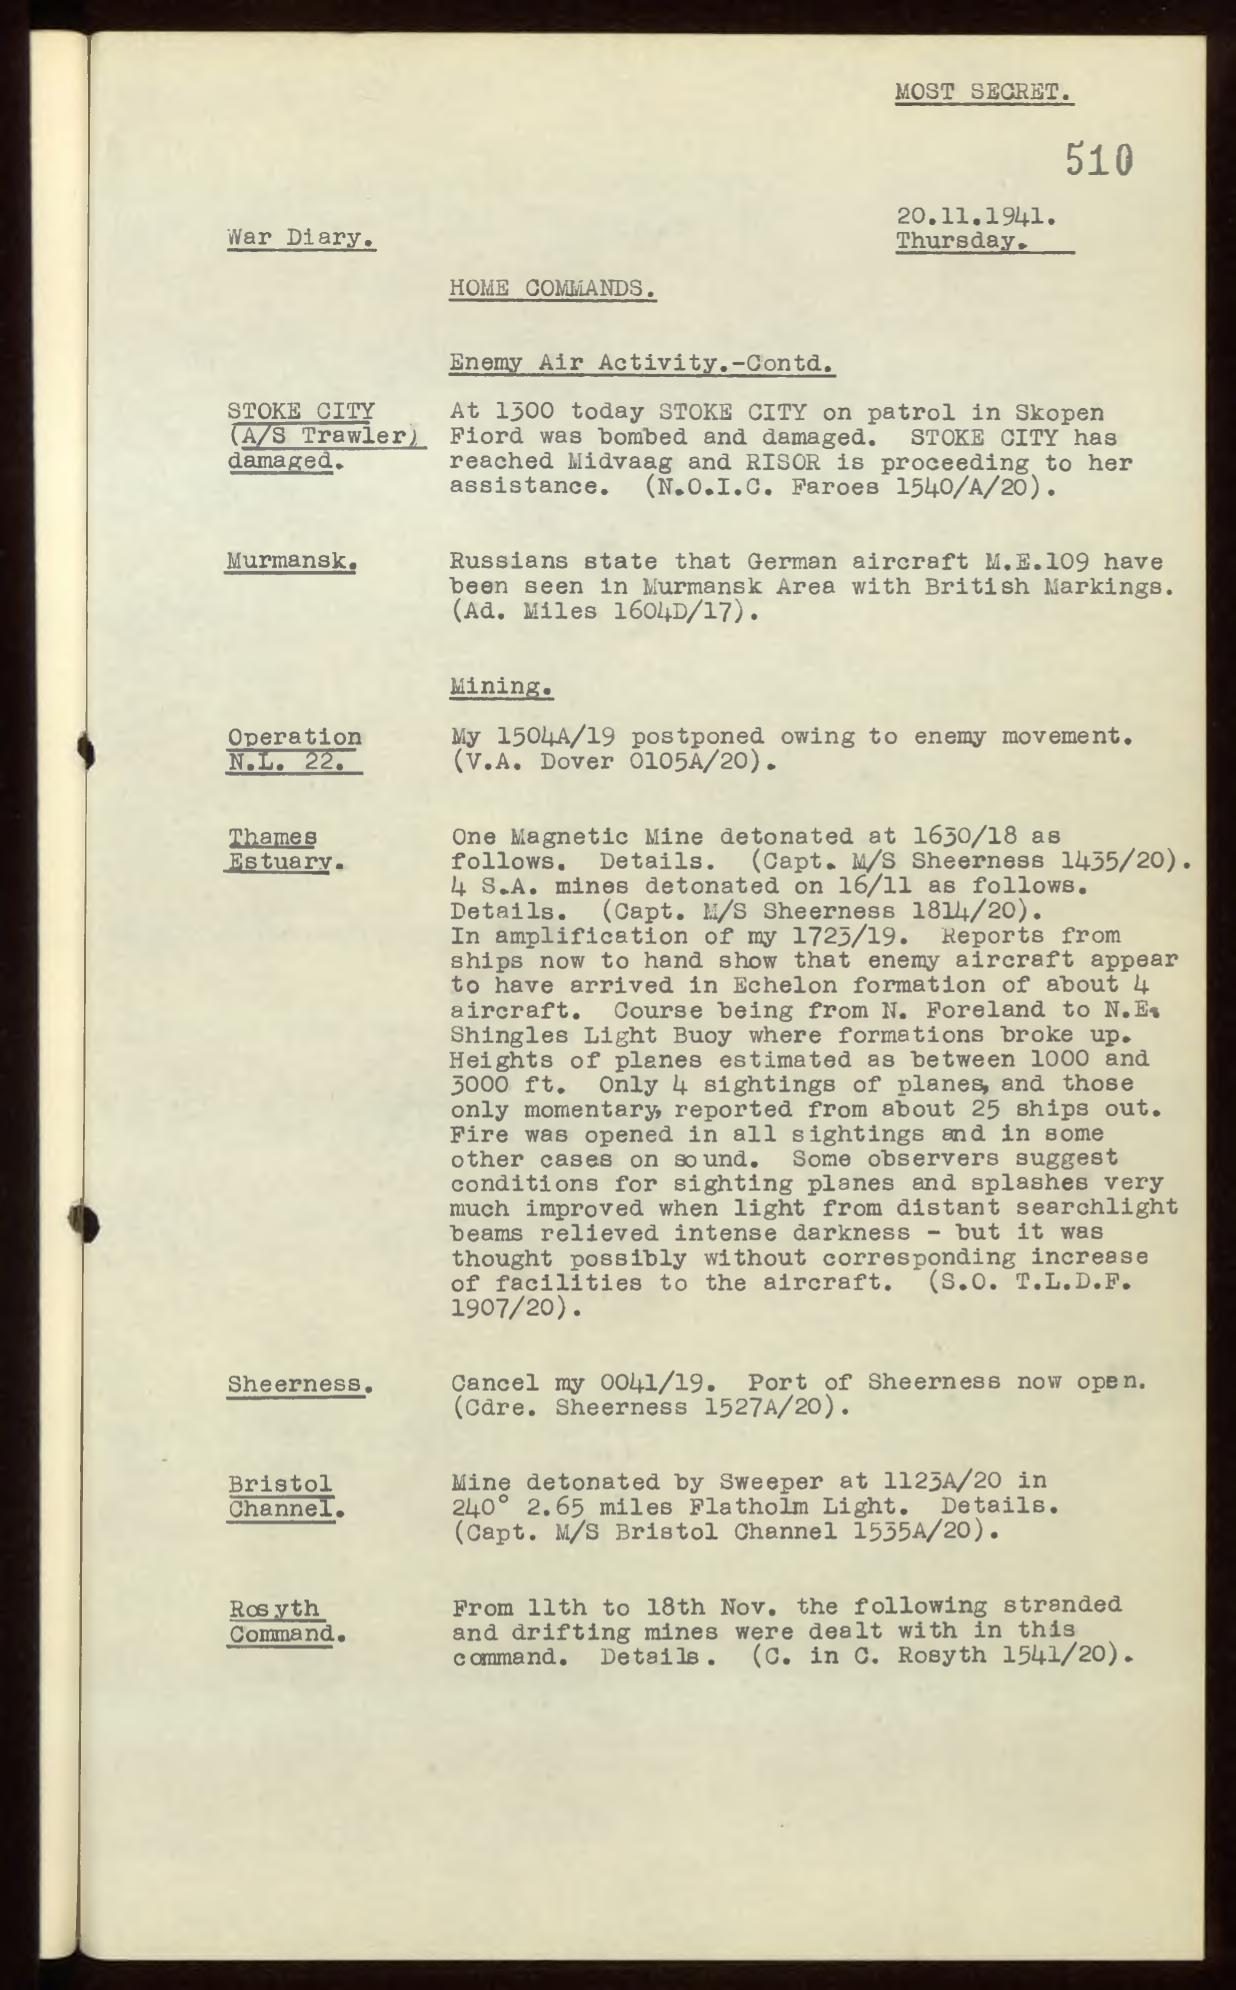 MOST SECRET.
510
20.11.1941.
War Diary.
Thursday.
HOME COMMANDS.
Enemy Air Activity.-Contd.
STOKE CITY
(A/S Trawler)
damaged.
At 1300 today STOKE CITY on patrol in Skopen
Fiord was bombed and damaged. STOKE CITY has
reached Midvaag and RISOR is proceeding to her
assistance. (N.O.I.C. Faroes 1540/A/20).
Murmansk.
Russians state that German aircraft M.E.109 have
been seen in Murmansk Area with British Markings.
(Ad. Miles 1604D/17).
Mining.
Operation
N.L. 22.
My 1504A/19 postponed owing to enemy movement.
(V.A. Dover 0105A/20).
Thames
Estuary.
One Magnetic Mine detonated at 1630/18 as
follows. Details. (Capt. M/S Sheerness 1435/20).
4 S.A. mines detonated on 16/11 as follows.
Details. (Capt. M/S Sheerness 1814/20).
In amplification of my 1723/19. Reports from
ships now to hand show that enemy aircraft appear
to have arrived in Echelon formation of about 4
aircraft. Course being from N. Foreland to N.E.
Shingles Light Buoy where formations broke up.
Heights of planes estimated as between 1000 and
3000 ft. Only 4 sightings of planes, and those
only momentary, reported from about 25 ships out.
Fire was opened in all sightings and in some
other cases on sound. Some observers suggest
conditions for sighting planes and splashes very
much improved when light from distant searchlight
beams relieved intense darkness - but it was
thought possibly without corresponding increase
of facilities to the aircraft. (S.O. T.L.D.F.
1907/20).
Sheerness.
Cancel my 0041/19. Port of Sheerness now open.
(Cdre. Sheerness 1527A/20).
Bristol
Channel.
Mine detonated by Sweeper at 1123A/20 in
240° 2.65 miles Flatholm Light. Details.
(Capt. M/S Bristol Channel 1535A/20).
Rosyth
Command.
From 11th to 18th Nov. the following stranded
and drifting mines were dealt with in this
command. Details. (C. in C. Rosyth 1541/20).